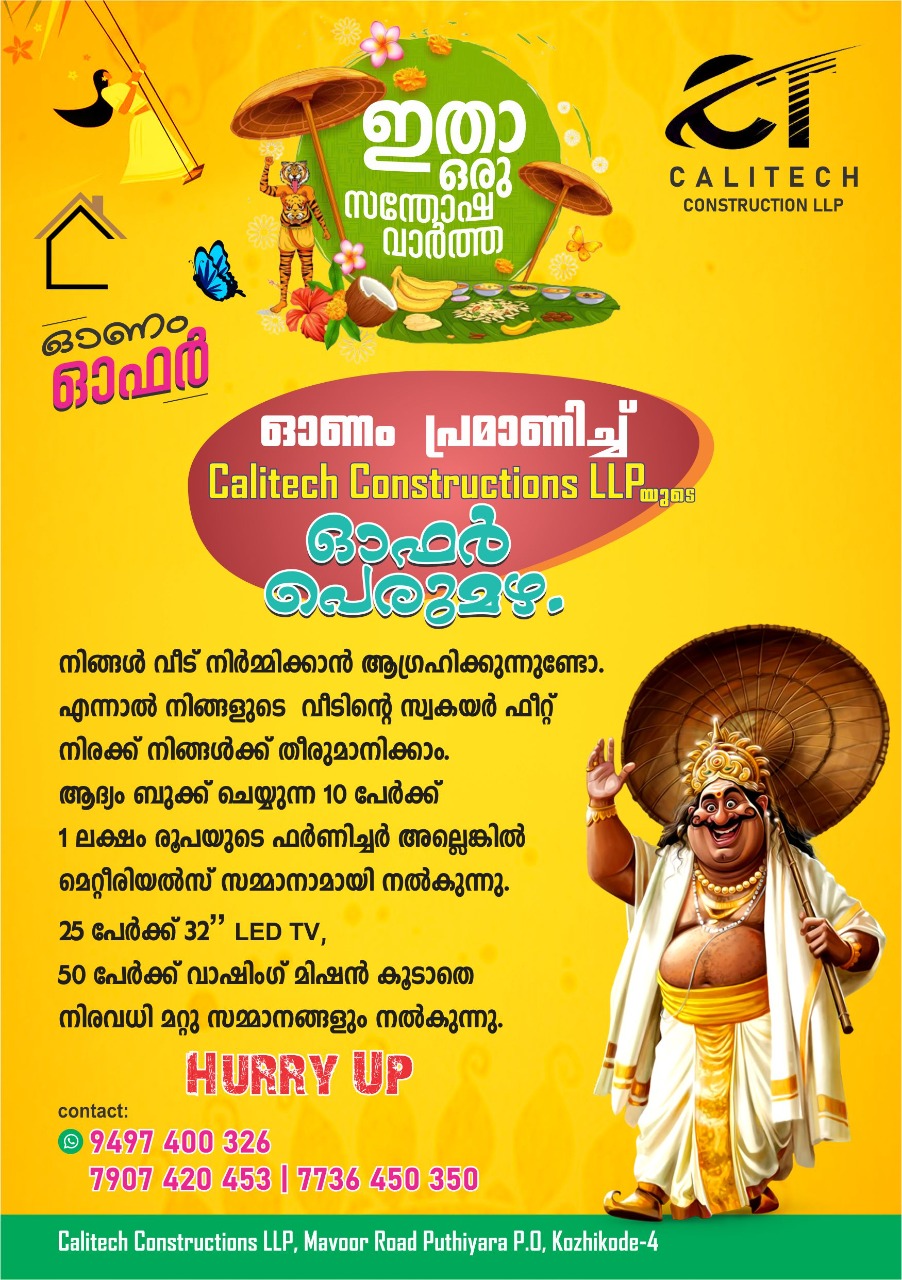 ഇതാ
ഒരു
സന്തോഷ
വാർത്ത
CT
CALITECH
CONSTRUCTION LLP
ഓണം
ഓഫർ
ഓണം പ്രമാണിച്ച്
Calitech Constructions LLPയുടെ
ഓഫർ
പെരുമഴ.
നിങ്ങൾ വീട് നിർമ്മിക്കാൻ ആഗ്രഹിക്കുന്നുണ്ടോ.
എന്നാൽ നിങ്ങളുടെ വീടിന്റെ സ്വകയർ ഫീറ്റ്
നിരക്ക് നിങ്ങൾക്ക് തീരുമാനിക്കാം.
ആദ്യം ബുക്ക് ചെയ്യുന്ന 10 പേർക്ക്
1 ലക്ഷം രൂപയുടെ ഫർണിച്ചർ അല്ലെങ്കിൽ
മെറ്റീരിയൽസ് സമ്മാനാമായി നൽകുന്നു.
25 പേർക്ക് 32’’ LED TV,
50 പേർക്ക് വാഷിംഗ് മിഷൻ കൂടാതെ
നിരവധി മറ്റു സമ്മാനങ്ങളും നൽകുന്നു.
HURRY UP
contact:
9497 400 326
7907 420 453 | 7736 450 350
Calitech Constructions LLP, Mavoor Road Puthiyara P.O, Kozhikode-4